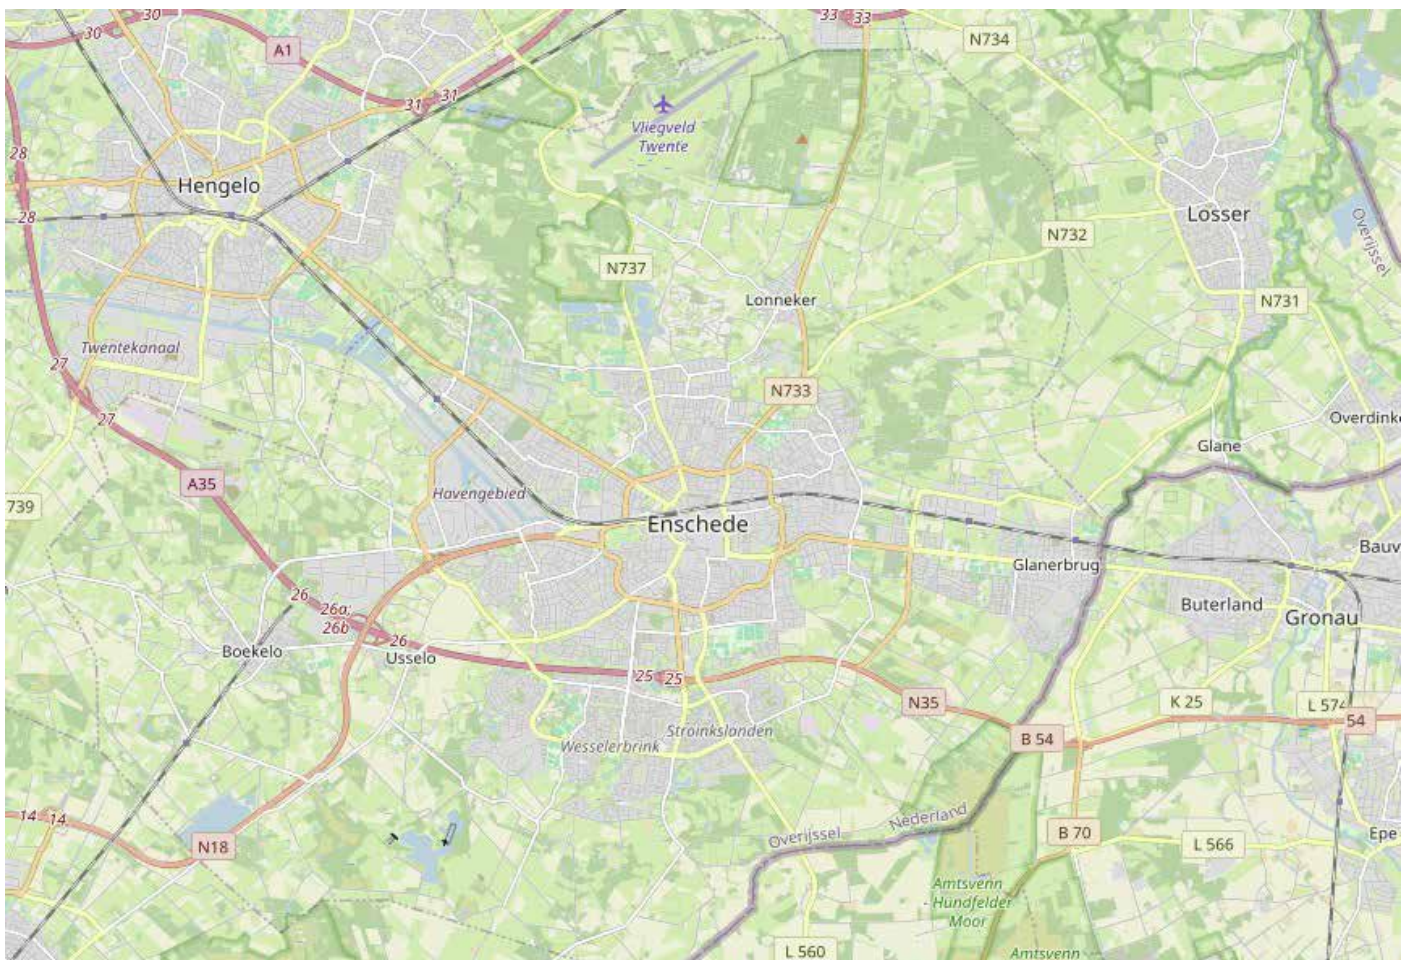 30
33
33
30
A1
N734
31
31
Vliegveld
Twente
28
Hengelo
28
Losser
Overijssel
N732
N737
Lonneker
N731
Twentekanaal
27
N733
27
Overdinke
Glane
A35
Havengebied
739
Enschede
Bauv
Glanerbrug
26
26a;
26b
Buterland
Gronau
26
Boekelo
Usselo
25
25
N35
K 25
L 574
54
Stroinkslanden
B 54
Wesselerbrink
14
14
Nederland
Overijssel
B 70
Epe
N18
L 566
Amtsvenn
- Hundfelder
Moor
L 560
Amtsvenn